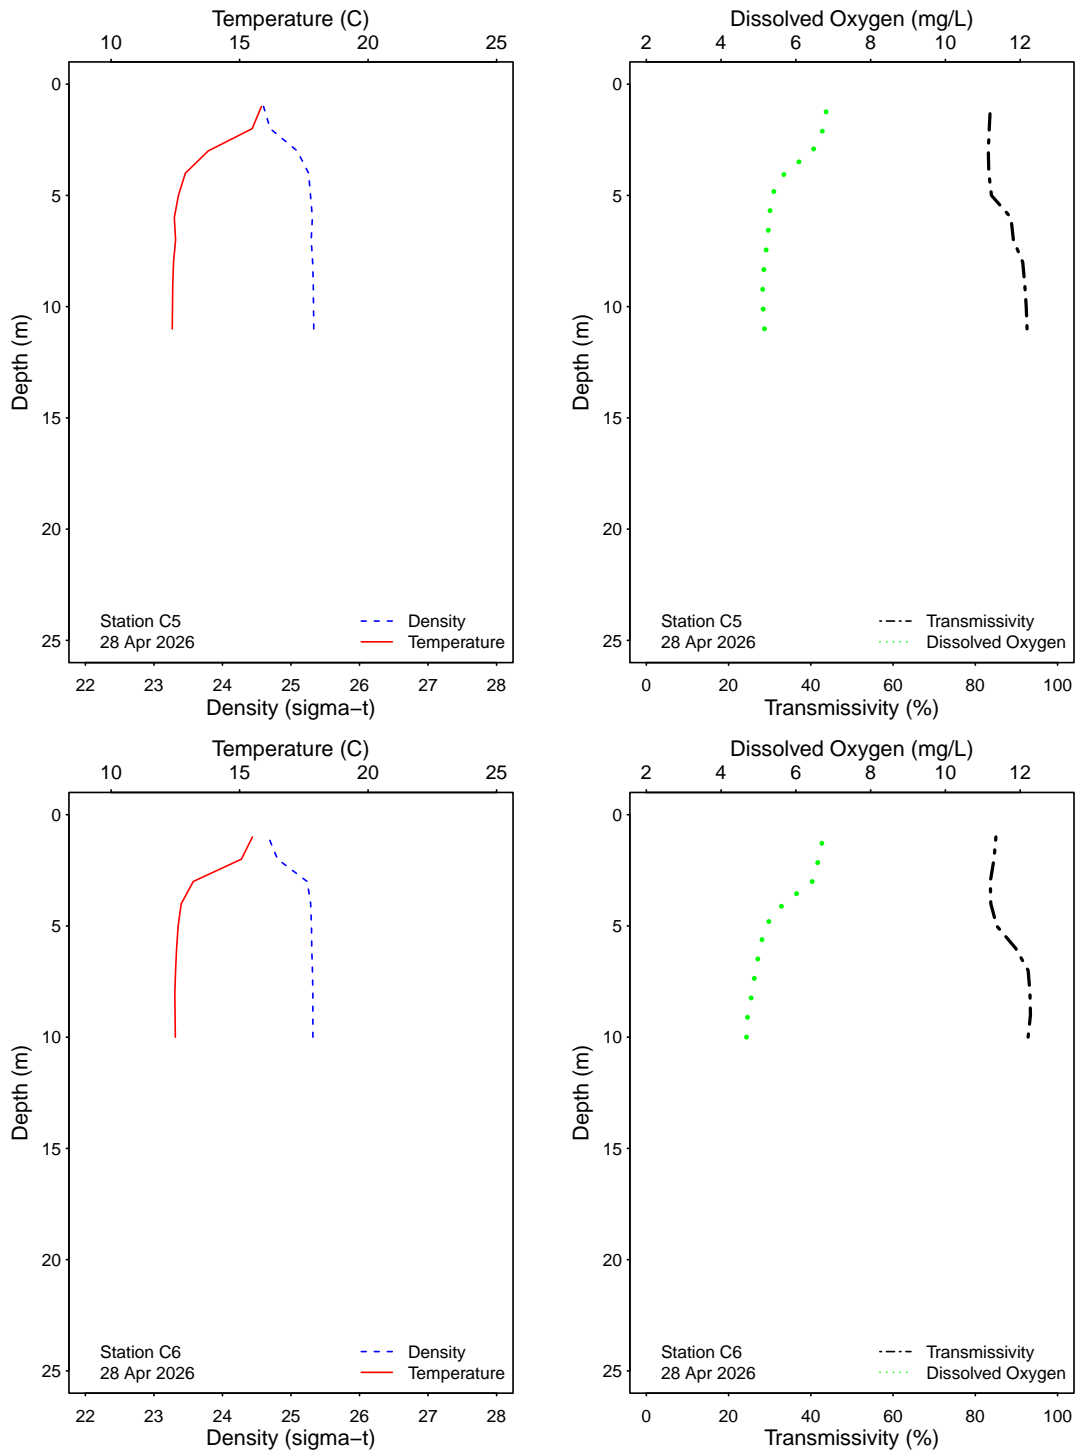 Temperature (C)
10 15 20 25
0
5
10
15
20
25
Depth (m)
Station C5
28 Apr 2026
Density
Temperature
22 23 24 25 26 27 28
Density (sigma−t)
Dissolved Oxygen (mg/L)
2 4 6 8 10 12
0
5
10
15
20
25
Depth (m)
Station C5
28 Apr 2026
Transmissivity
Dissolved Oxygen
0 20 40 60 80 100
Transmissivity (%)
Temperature (C)
10 15 20 25
0
5
10
15
20
25
Depth (m)
Station C6
28 Apr 2026
Density
Temperature
22 23 24 25 26 27 28
Density (sigma−t)
Dissolved Oxygen (mg/L)
2 4 6 8 10 12
0
5
10
15
20
25
Depth (m)
Station C6
28 Apr 2026
Transmissivity
Dissolved Oxygen
0 20 40 60 80 100
Transmissivity (%)